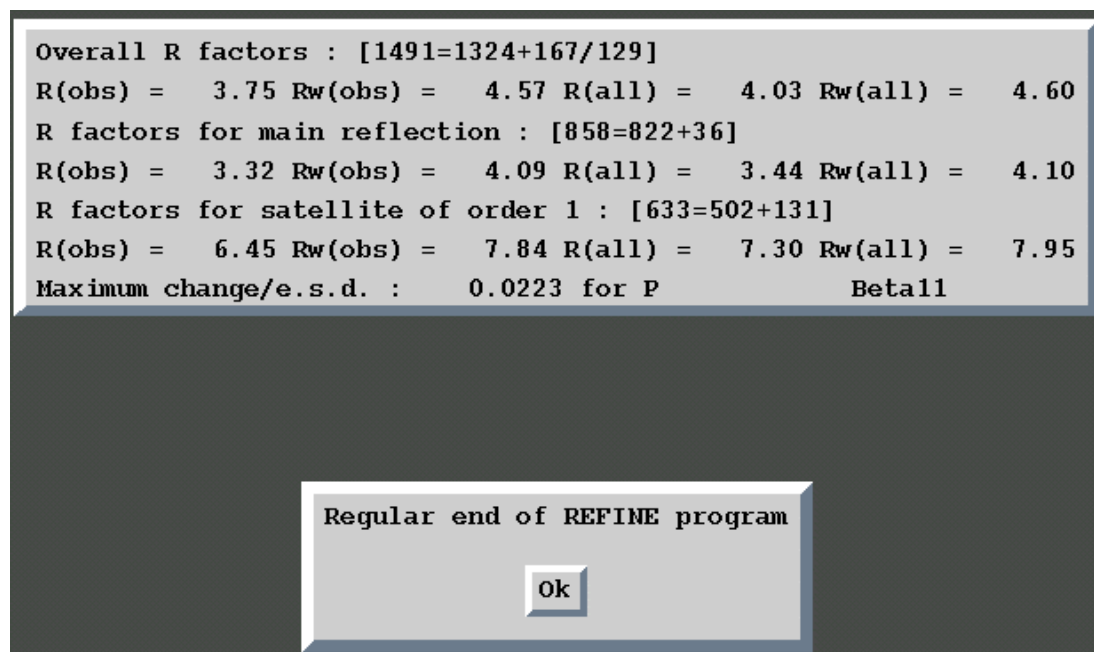 Overall R factors : [1491=1324+167/129]
R(obs) = 3.75 Rw(obs) = 4.57 R(all) = 4.03 Rw(all) = 4.60
R factors for main reflection : [858=822+36]
R(obs) = 3.32 Rw(obs) = 4.09 R(all) = 3.44 Rw(all) = 4.10
R factors for satellite of order 1 : [633=502+131]
R(obs) = 6.45 Rw(obs) = 7.84 R(all) = 7.30 Rw(all) = 7.95
Maximum change/e.s.d. : 0.0223 for P Beta11
Regular end of REFINE program
Ok